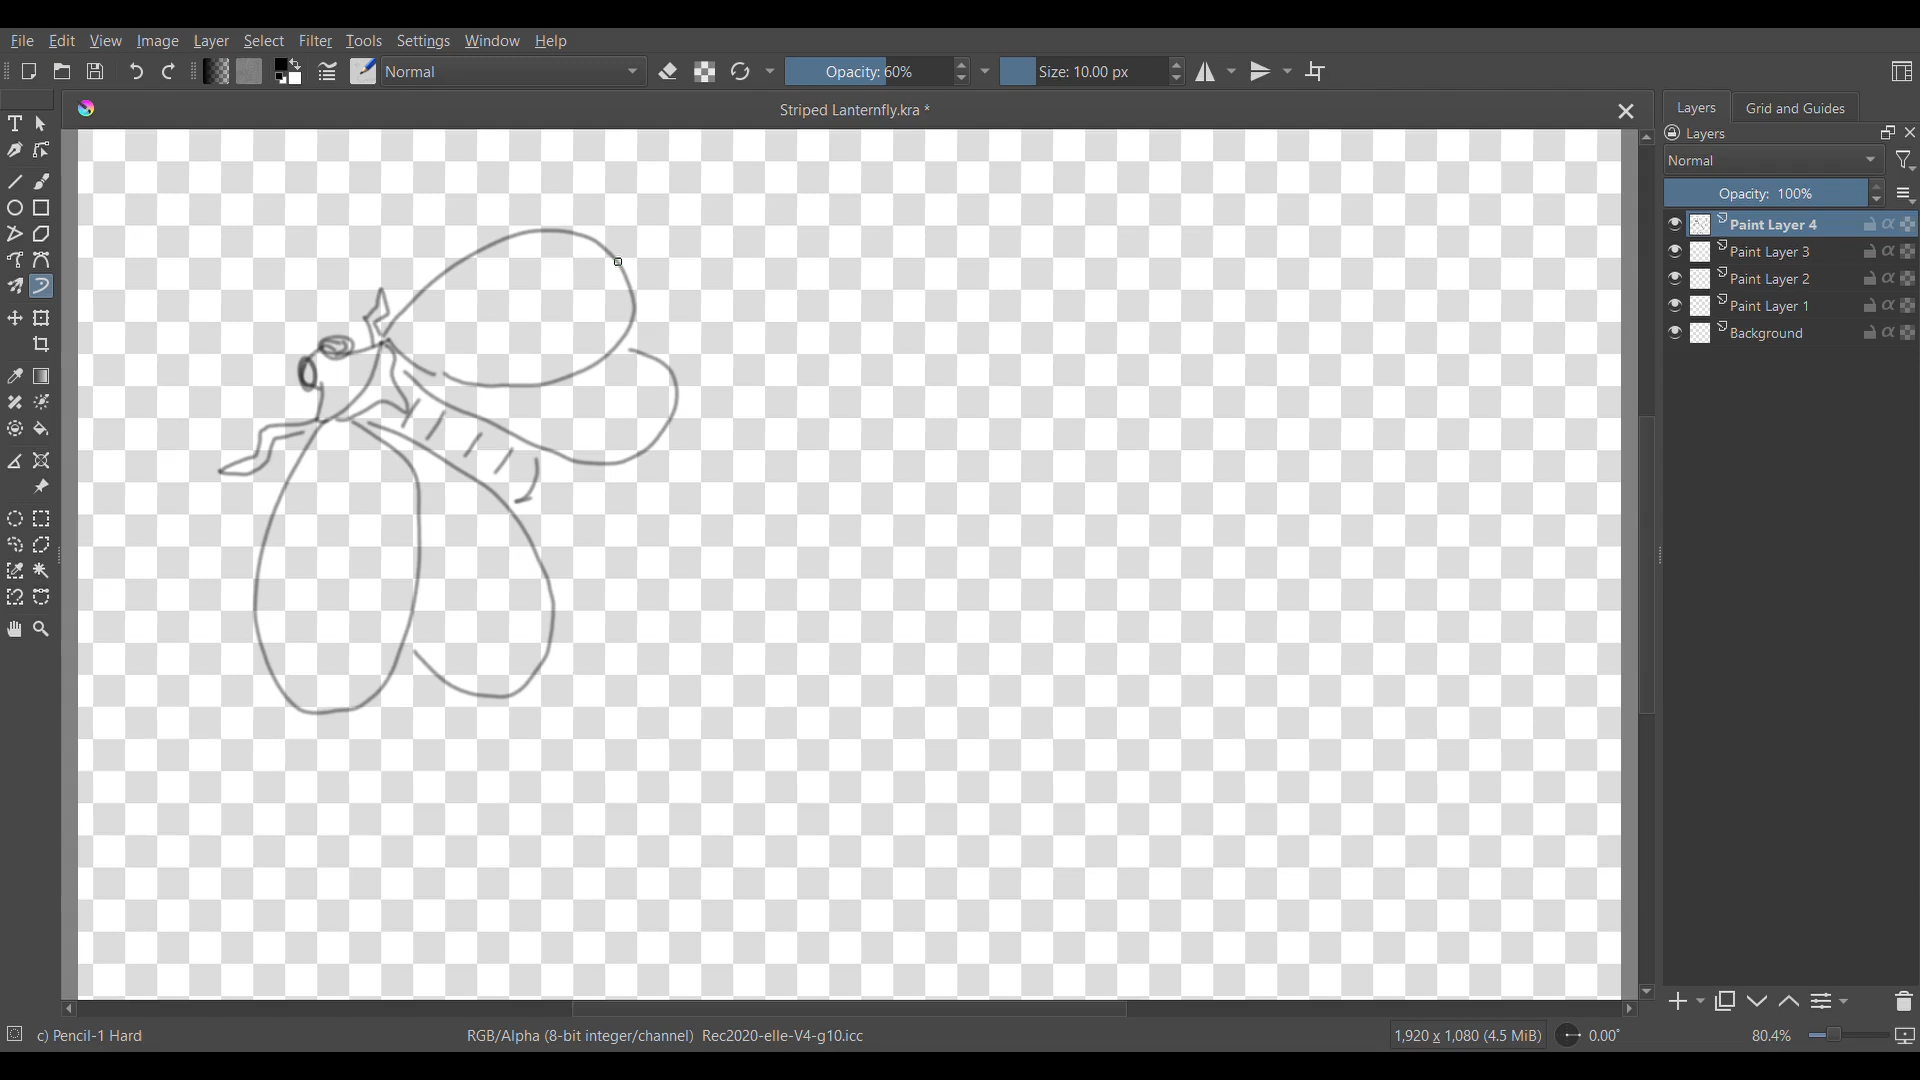 File Edit View Image Layer Select Filter Tools Settings Window Help
Normal Opacity: 60% Size: 10.00 px
Striped Lanternfly.kra *
Layers Grid and Guides
Layers
Normal
Opacity: 100%
Paint Layer 4
Paint Layer 3
Paint Layer 2
Paint Layer 1
Background
c) Pencil-1 Hard RGB/Alpha (8-bit integer/channel) Rec2020-elle-V4-g10.icc 1,920 x 1,080 (4.5 MiB) 0.00° 80.4%